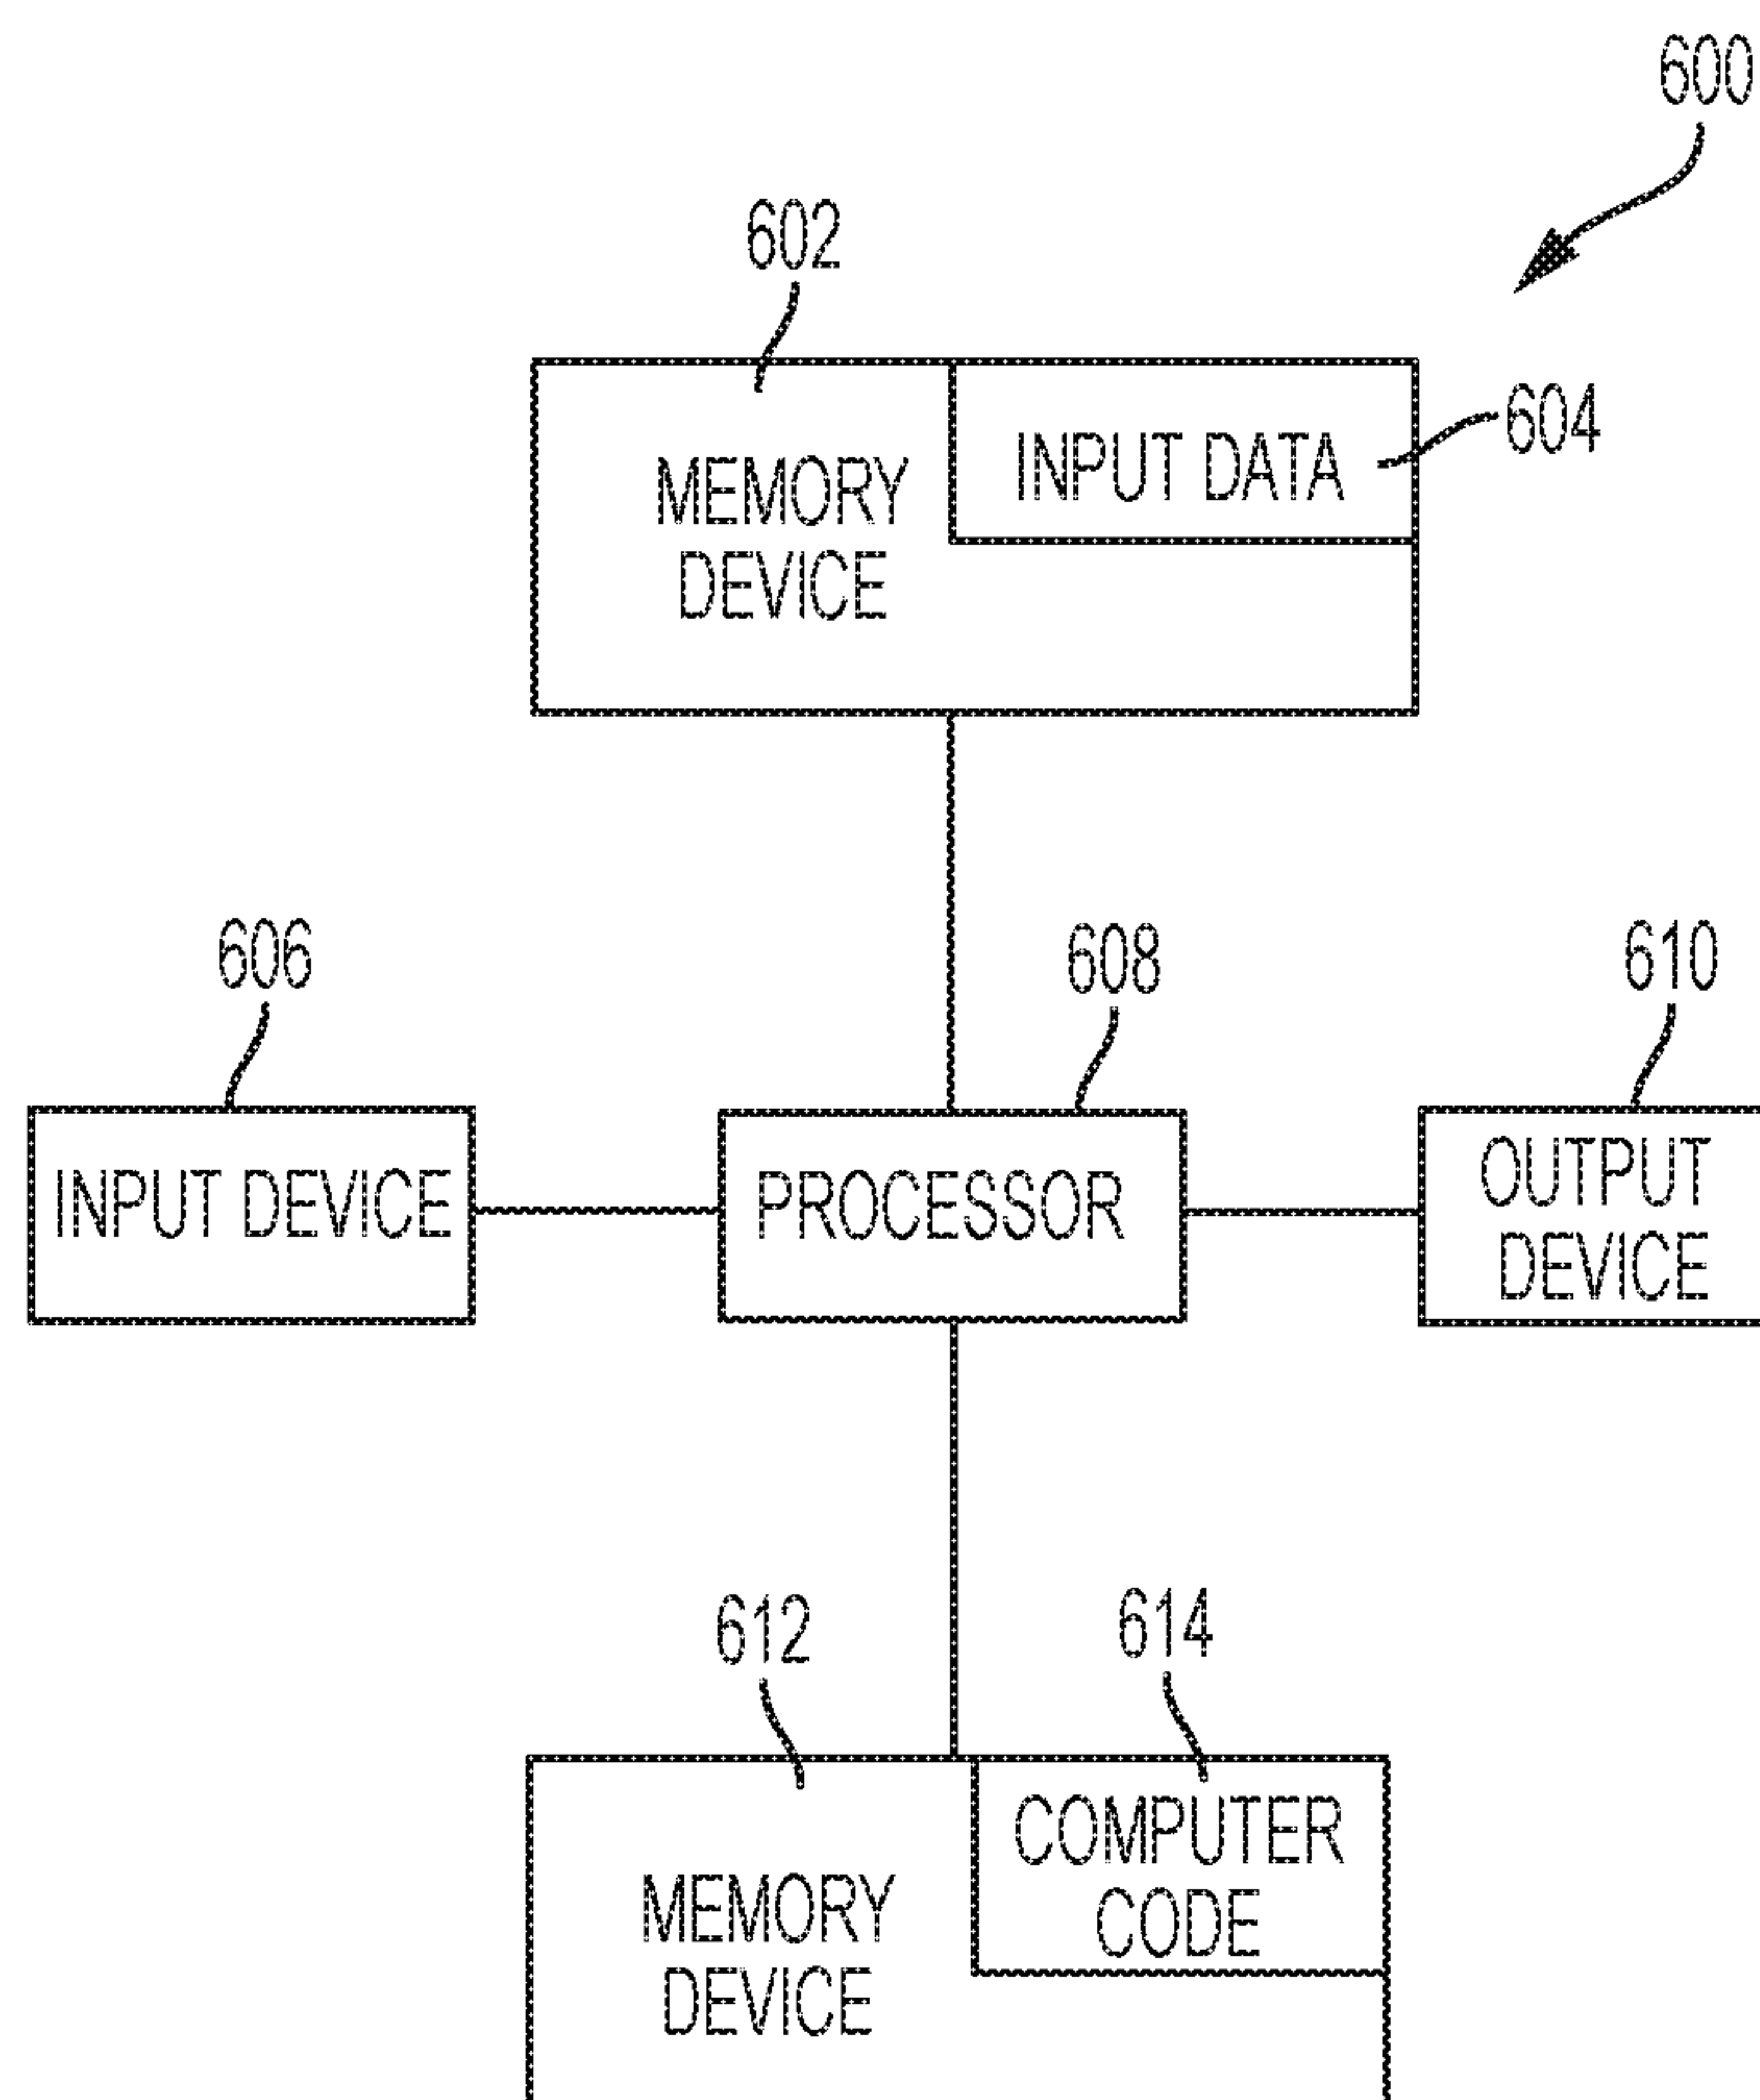 600
602
604
INPUT DATA
MEMORY
DEVICE
606
608
610
INPUT DEVICE
PROCESSOR
OUTPUT
DEVICE
612
614
COMPUTER
CODE
MEMORY
DEVICE